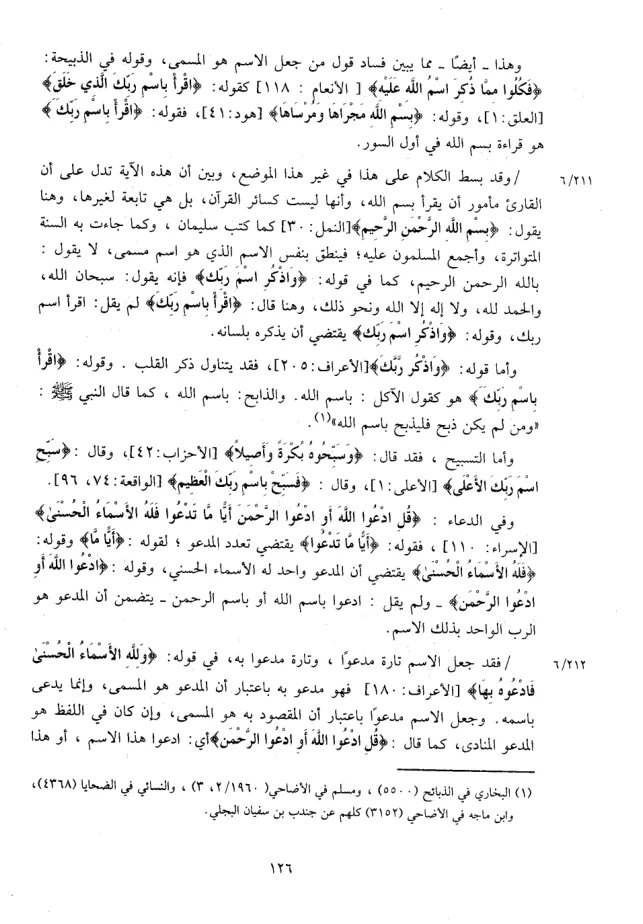 وهذا ـ أيضًا ـ مما يبين فساد قول من جعل الاسم هو المسمى، وقوله في الذبيحة:
﴿فَكُلُوا مِمَّا ذُكِرَ اسْمُ اللَّه عَلَيْه﴾ [ الأنعام : ١١٨] كقوله: ﴿اقْرَأْ بِاسْمِ رَبِّكَ الَّذي خَلَقَ﴾
[العلق:١]، وقوله: ﴿بِسْمِ اللَّه مَجْرَاهَا وَمُرْسَاهَا﴾ [هود:٤١]، فقوله: ﴿اقْرَأْ بِاسْمِ رَبِّكَ﴾
هو قراءة بسم الله في أول السور.
٦/٢١١ /وقد بسط الكلام على هذا في غير هذا الموضع، وبين أن هذه الآية تدل على أن
القارئ مأمور أن يقرأ بسم الله، وأنها ليست كسائر القرآن، بل هي تابعة لغيرها، وهنا
يقول: ﴿بِسْمِ اللَّهِ الرَّحْمَنِ الرَّحِيمِ﴾[النمل:٣٠] كما كتب سليمان ، وكما جاءت به السنة
المتواترة، وأجمع المسلمون عليه؛ فينطق بنفس الاسم الذي هو اسم مسمى، لا يقول :
بالله الرحمن الرحيم، كما في قوله: ﴿وَاذْكُرِ اسْمَ رَبِّكَ﴾ فإنه يقول: سبحان الله،
والحمد لله، ولا إله إلا الله ونحو ذلك، وهنا قال: ﴿اقْرَأْ بِاسْمِ رَبِّكَ﴾ لم يقل: اقرأ اسم
ربك، وقوله: ﴿وَاذْكُرِ اسْمَ رَبِّكَ﴾ يقتضي أن يذكره بلسانه.
وأما قوله: ﴿وَاذْكُر رَّبَّكَ﴾[الأعراف:٢٠٥]، فقد يتناول ذكر القلب . وقوله: ﴿اقْرَأْ
بِاسْمِ رَبِّكَ﴾ هو كقول الآكل : باسم الله. والذابح: باسم الله ، كما قال النبي ﷺ :
«ومن لم يكن ذبح فليذبح باسم الله»(١).
وأما التسبيح ، فقد قال: ﴿وَسَبِّحُوهُ بُكْرَةً وَأَصِيلاً﴾ [الأحزاب:٤٢]، وقال : ﴿سَبِّحِ
اسْمَ رَبِّكَ الأَعْلَى﴾ [الأعلى:١]، وقال : ﴿فَسَبِّحْ بِاسْمِ رَبِّكَ الْعَظِيمِ﴾ [الواقعة:٧٤، ٩٦].
وفي الدعاء : ﴿قُلِ ادْعُوا اللَّهَ أَوِ ادْعُوا الرَّحْمَنَ أَيًّا مَّا تَدْعُوا فَلَهُ الأَسْمَاءُ الْحُسْنَىٰ﴾
[الإسراء: ١١٠] ، فقوله: ﴿أَيًّا مَّا تَدْعُوا﴾ يقتضي تعدد المدعو ؛ لقوله : ﴿أَيًّا مَّا﴾ وقوله:
﴿فَلَهُ الأَسْمَاءُ الْحُسْنَىٰ﴾ يقتضي أن المدعو واحد له الأسماء الحسني، وقوله : ﴿ادْعُوا اللَّهَ أَوِ
ادْعُوا الرَّحْمَن﴾ ـ ولم يقل : ادعوا باسم الله أو باسم الرحمن ـ يتضمن أن المدعو هو
الرب الواحد بذلك الاسم.
٦/٢١٢ /فقد جعل الاسم تارة مدعوًا ، وتارة مدعوا به، في قوله: ﴿وَلِلَّهِ الأَسْمَاءُ الْحُسْنَىٰ
فَادْعُوهُ بِهَا﴾ [الأعراف:١٨٠] فهو مدعو به باعتبار أن المدعو هو المسمى، وإنما يدعى
باسمه. وجعل الاسم مدعوًا باعتبار أن المقصود به هو المسمى، وإن كان في اللفظ هو
المدعو المنادى، كما قال : ﴿قُلِ ادْعُوا اللَّهَ أَوِ ادْعُوا الرَّحْمَنَ﴾أي: ادعوا هذا الاسم ، أو هذا
(١) البخاري في الذبائح (٥٥٠٠) ، ومسلم في الأضاحي( ١٩٦٠/ ٢، ٣) ، والنسائي في الضحايا (٤٣٦٨)،
وابن ماجه في الأضاحي (٣١٥٢) كلهم عن جندب بن سفيان البجلي.
١٢٦